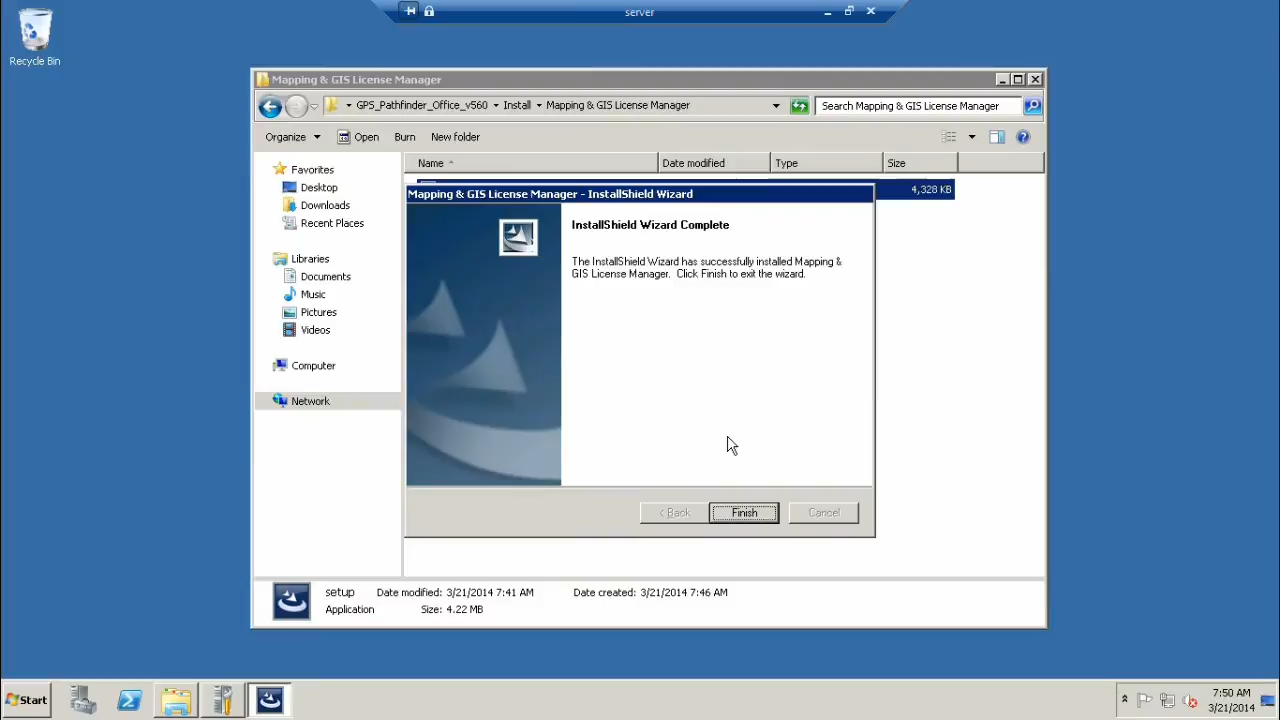 server
Recycle Bin
Mapping & GIS License Manager
GPS_Pathfinder_Office_v560 Install Mapping & GIS License Manager
Search Mapping & GIS License Manager
Organize Open Burn New folder
Name Date modified Type Size
Favorites
Desktop
Downloads
Recent Places
Libraries
Documents
Music
Pictures
Videos
Computer
Network
4,328 KB
Mapping & GIS License Manager - InstallShield Wizard
InstallShield Wizard Complete
The InstallShield Wizard has successfully installed Mapping &
GIS License Manager. Click Finish to exit the wizard.
< Back Finish Cancel
setup Date modified: 3/21/2014 7:41 AM Date created: 3/21/2014 7:46 AM
Application Size: 4.22 MB
Start
7:50 AM
3/21/2014